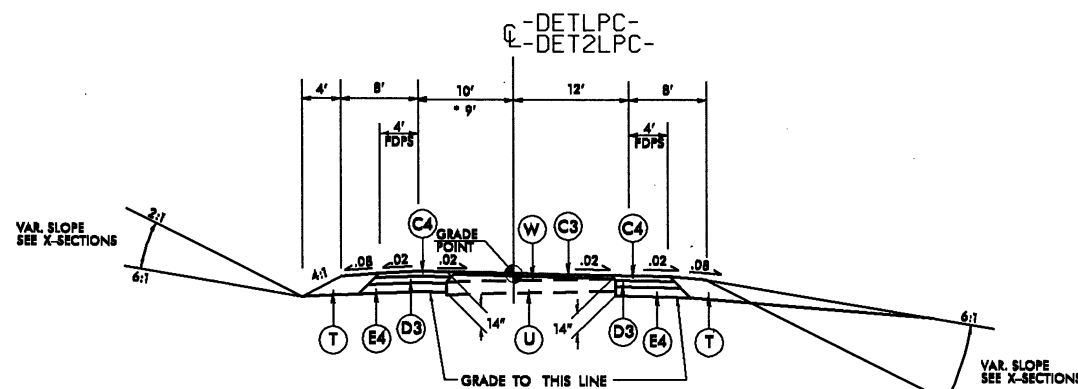 ℄ -DETLPC-
-DET2LPC-
4' 8' 10' 12' 8'
* 9'
4' 4'
FDPS FDPS
C4 GRADE POINT W C3 C4
VAR. SLOPE
SEE X-SECTIONS
2:1
6:1
4:1 .08 .02 .02 .02 .02 .08
T E4 D3 14" U 14" D3 E4 T
6:1
GRADE TO THIS LINE
VAR. SLOPE
SEE X-SECTIONS